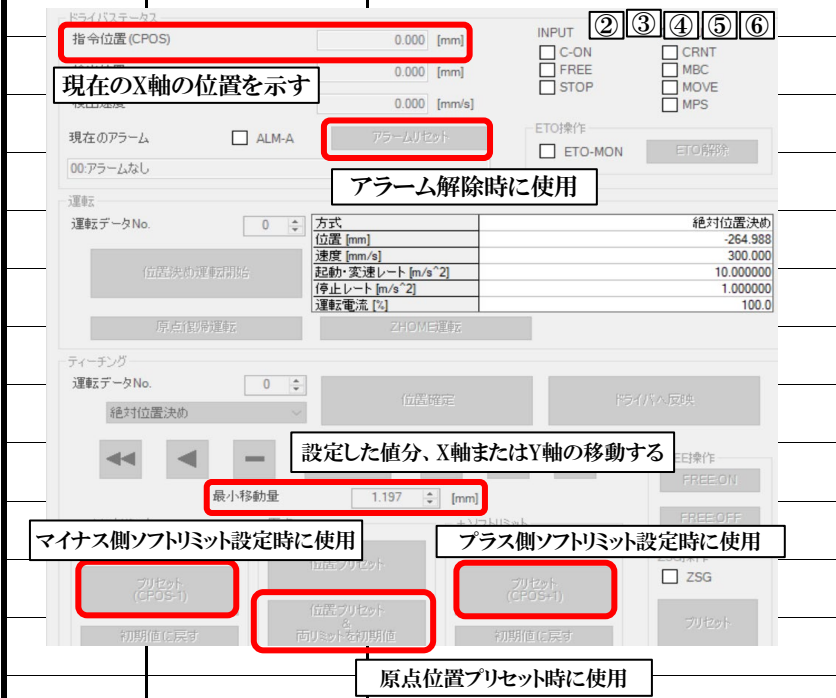 ドライバステータス
指令位置(CPOS) 0.000 [mm]
INPUT ② ③ ④ ⑤ ⑥
C-ON CRNT
0.000 [mm] FREE MBC
現在のX軸の位置を示す
STOP MOVE
0.000 [mm/s] MPS
現在のアラーム ALM-A アラームリセット
ETO操作
ETO-MON ETO解除
00:アラームなし
アラーム解除時に使用
運転
運転データNo. 0
方式 絶対位置決め
位置 [mm] -264.988
速度 [mm/s] 300.000
起動・変速レート [m/s^2] 10.000000
停止レート [m/s^2] 1.000000
運転電流 [%] 100.0
位置決め運転開始
原点復帰運転 ZHOME運転
ティーチング
運転データNo. 0
絶対位置決め
位置確定 ドライバへ反映
設定した値分、X軸またはY軸の移動する
FREE:ON
最小移動量 1.197 [mm]
FREE:OFF
マイナス側ソフトリミット設定時に使用
プラス側ソフトリミット設定時に使用
位置プリセット
ZSG
プリセット
(CPOS-1)
プリセット
(CPOS+1)
位置プリセット
&
両リミットを初期値
プリセット
初期値に戻す 初期値に戻す
原点位置プリセット時に使用